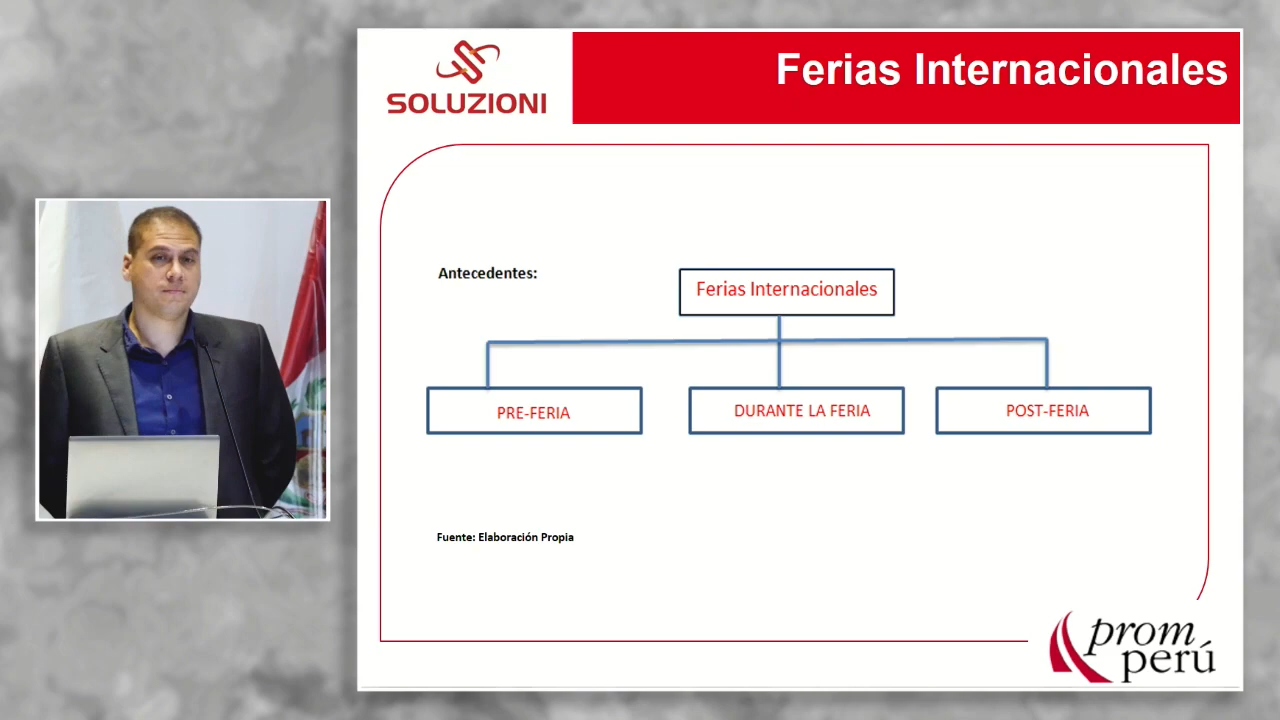 SOLUZIONI
Ferias Internacionales
Antecedentes:
Ferias Internacionales
PRE-FERIA
DURANTE LA FERIA
POST-FERIA
Fuente: Elaboración Propia
prom
perú